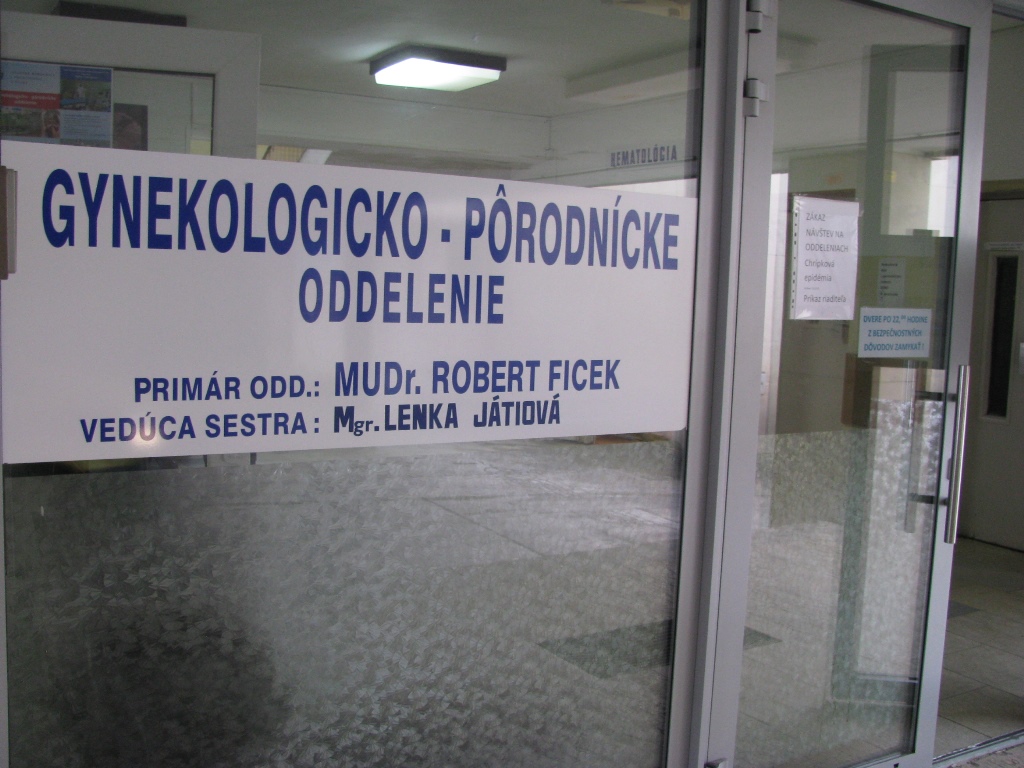 HEMATOLÓGIA
GYNEKOLOGICKO - PÔRODNÍCKE
ODDELENIE
PRIMÁR ODD.: MUDr. ROBERT FICEK
VEDÚCA SESTRA: Mgr. LENKA JÁTIOVÁ
ZÁKAZ
NÁVŠTEV NA
ODDELENIACH
Chrípková
epidémia
Príkaz riaditeľa
DVERE PO 22,00 HODINE
Z BEZPEČNOSTNÝCH
DÔVODOV ZAMYKAŤ !